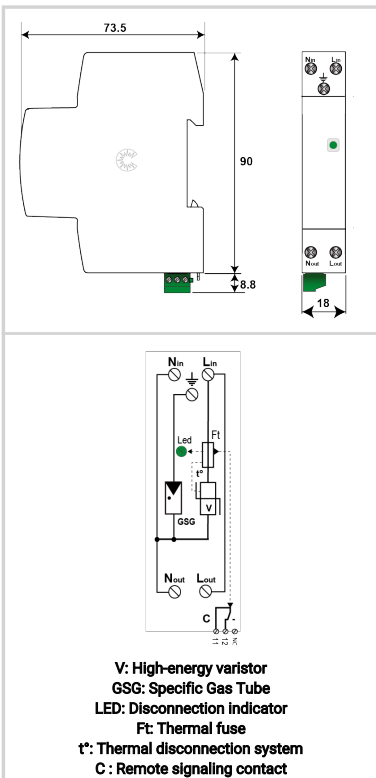 73.5
Nin Lin
90
Nout Lout
8.8
18
Nin Lin
Led Ft
t°
V
GSG
Nout Lout
C
11 12 NC
V: High-energy varistor
GSG: Specific Gas Tube
LED: Disconnection indicator
Ft: Thermal fuse
t°: Thermal disconnection system
C : Remote signaling contact